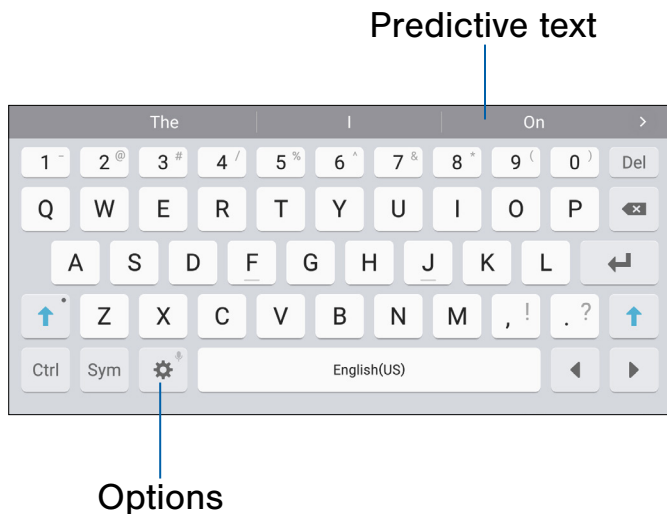 Predictive text
The I On >
1 - 2 @ 3 # 4 / 5 % 6 ^ 7 & 8 * 9 ( 0 ) Del
Q W E R T Y U I O P
A S D F G H J K L
Z X C V B N M , ! . ?
Ctrl Sym English(US)
Options